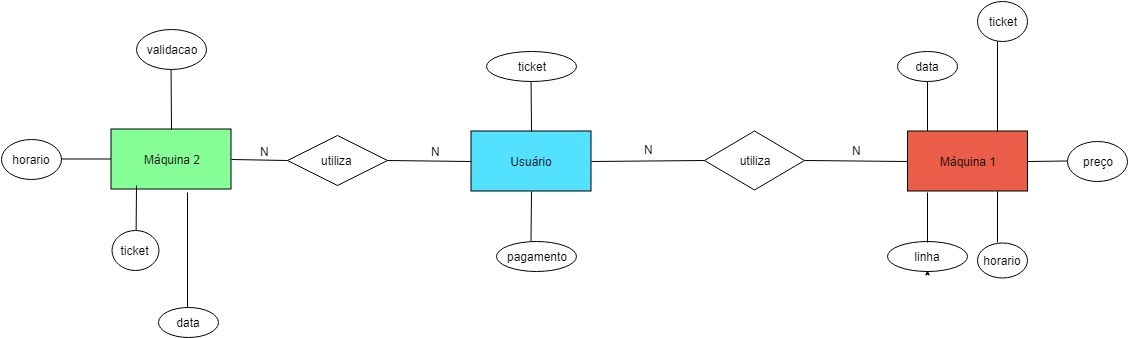 ticket
validacao
ticket
data
horario
Máquina 2
N
utiliza
N
Usuário
N
utiliza
N
Máquina 1
preço
ticket
pagamento
linha
horario
data